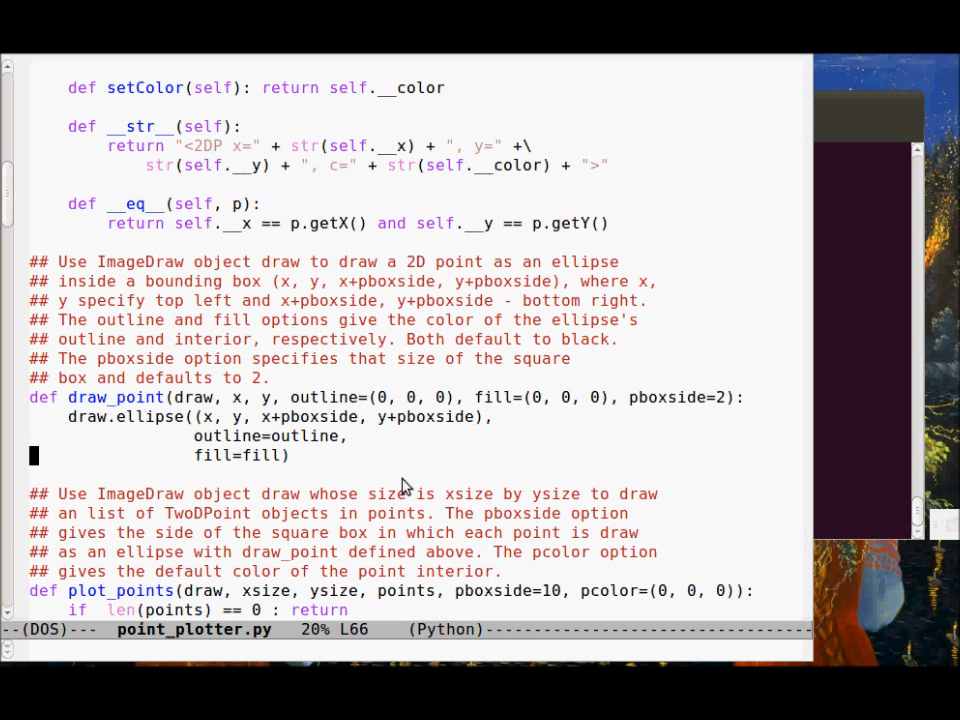 def setColor(self): return self.__color
def __str__(self):
return "<2DP x=" + str(self.__x) + ", y=" +\
str(self.__y) + ", c=" + str(self.__color) + ">"
def __eq__(self, p):
return self.__x == p.getX() and self.__y == p.getY()
## Use ImageDraw object draw to draw a 2D point as an ellipse
## inside a bounding box (x, y, x+pboxside, y+pboxside), where x,
## y specify top left and x+pboxside, y+pboxside - bottom right.
## The outline and fill options give the color of the ellipse's
## outline and interior, respectively. Both default to black.
## The pboxside option specifies that size of the square
## box and defaults to 2.
def draw_point(draw, x, y, outline=(0, 0, 0), fill=(0, 0, 0), pboxside=2):
draw.ellipse((x, y, x+pboxside, y+pboxside),
outline=outline,
fill=fill)
## Use ImageDraw object draw whose size is xsize by ysize to draw
## an list of TwoDPoint objects in points. The pboxside option
## gives the side of the square box in which each point is draw
## as an ellipse with draw_point defined above. The pcolor option
## gives the default color of the point interior.
def plot_points(draw, xsize, ysize, points, pboxside=10, pcolor=(0, 0, 0)):
if len(points) == 0 : return
--(DOS)--- point_plotter.py 20% L66 (Python)----------------------------------